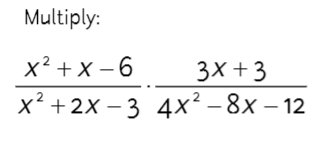 Multiply:
x² + x − 6 3x + 3
· 
x² + 2x − 3 4x² − 8x − 12